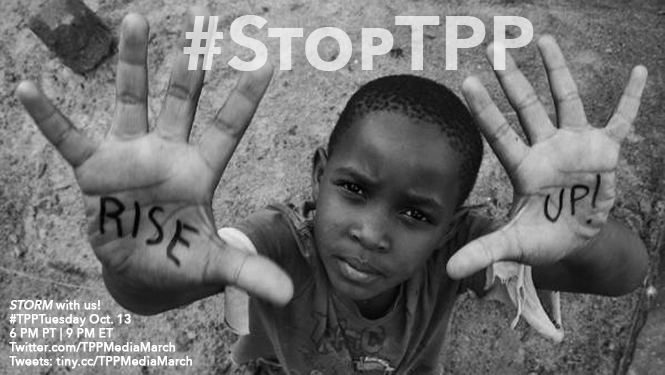 #STOPTPP
RISE
UP!
STORM with us!
#TPPTuesday Oct. 13
6 PM PT | 9 PM ET
Twitter.com/TPPMediaMarch
Tweets: tiny.cc/TPPMediaMarch